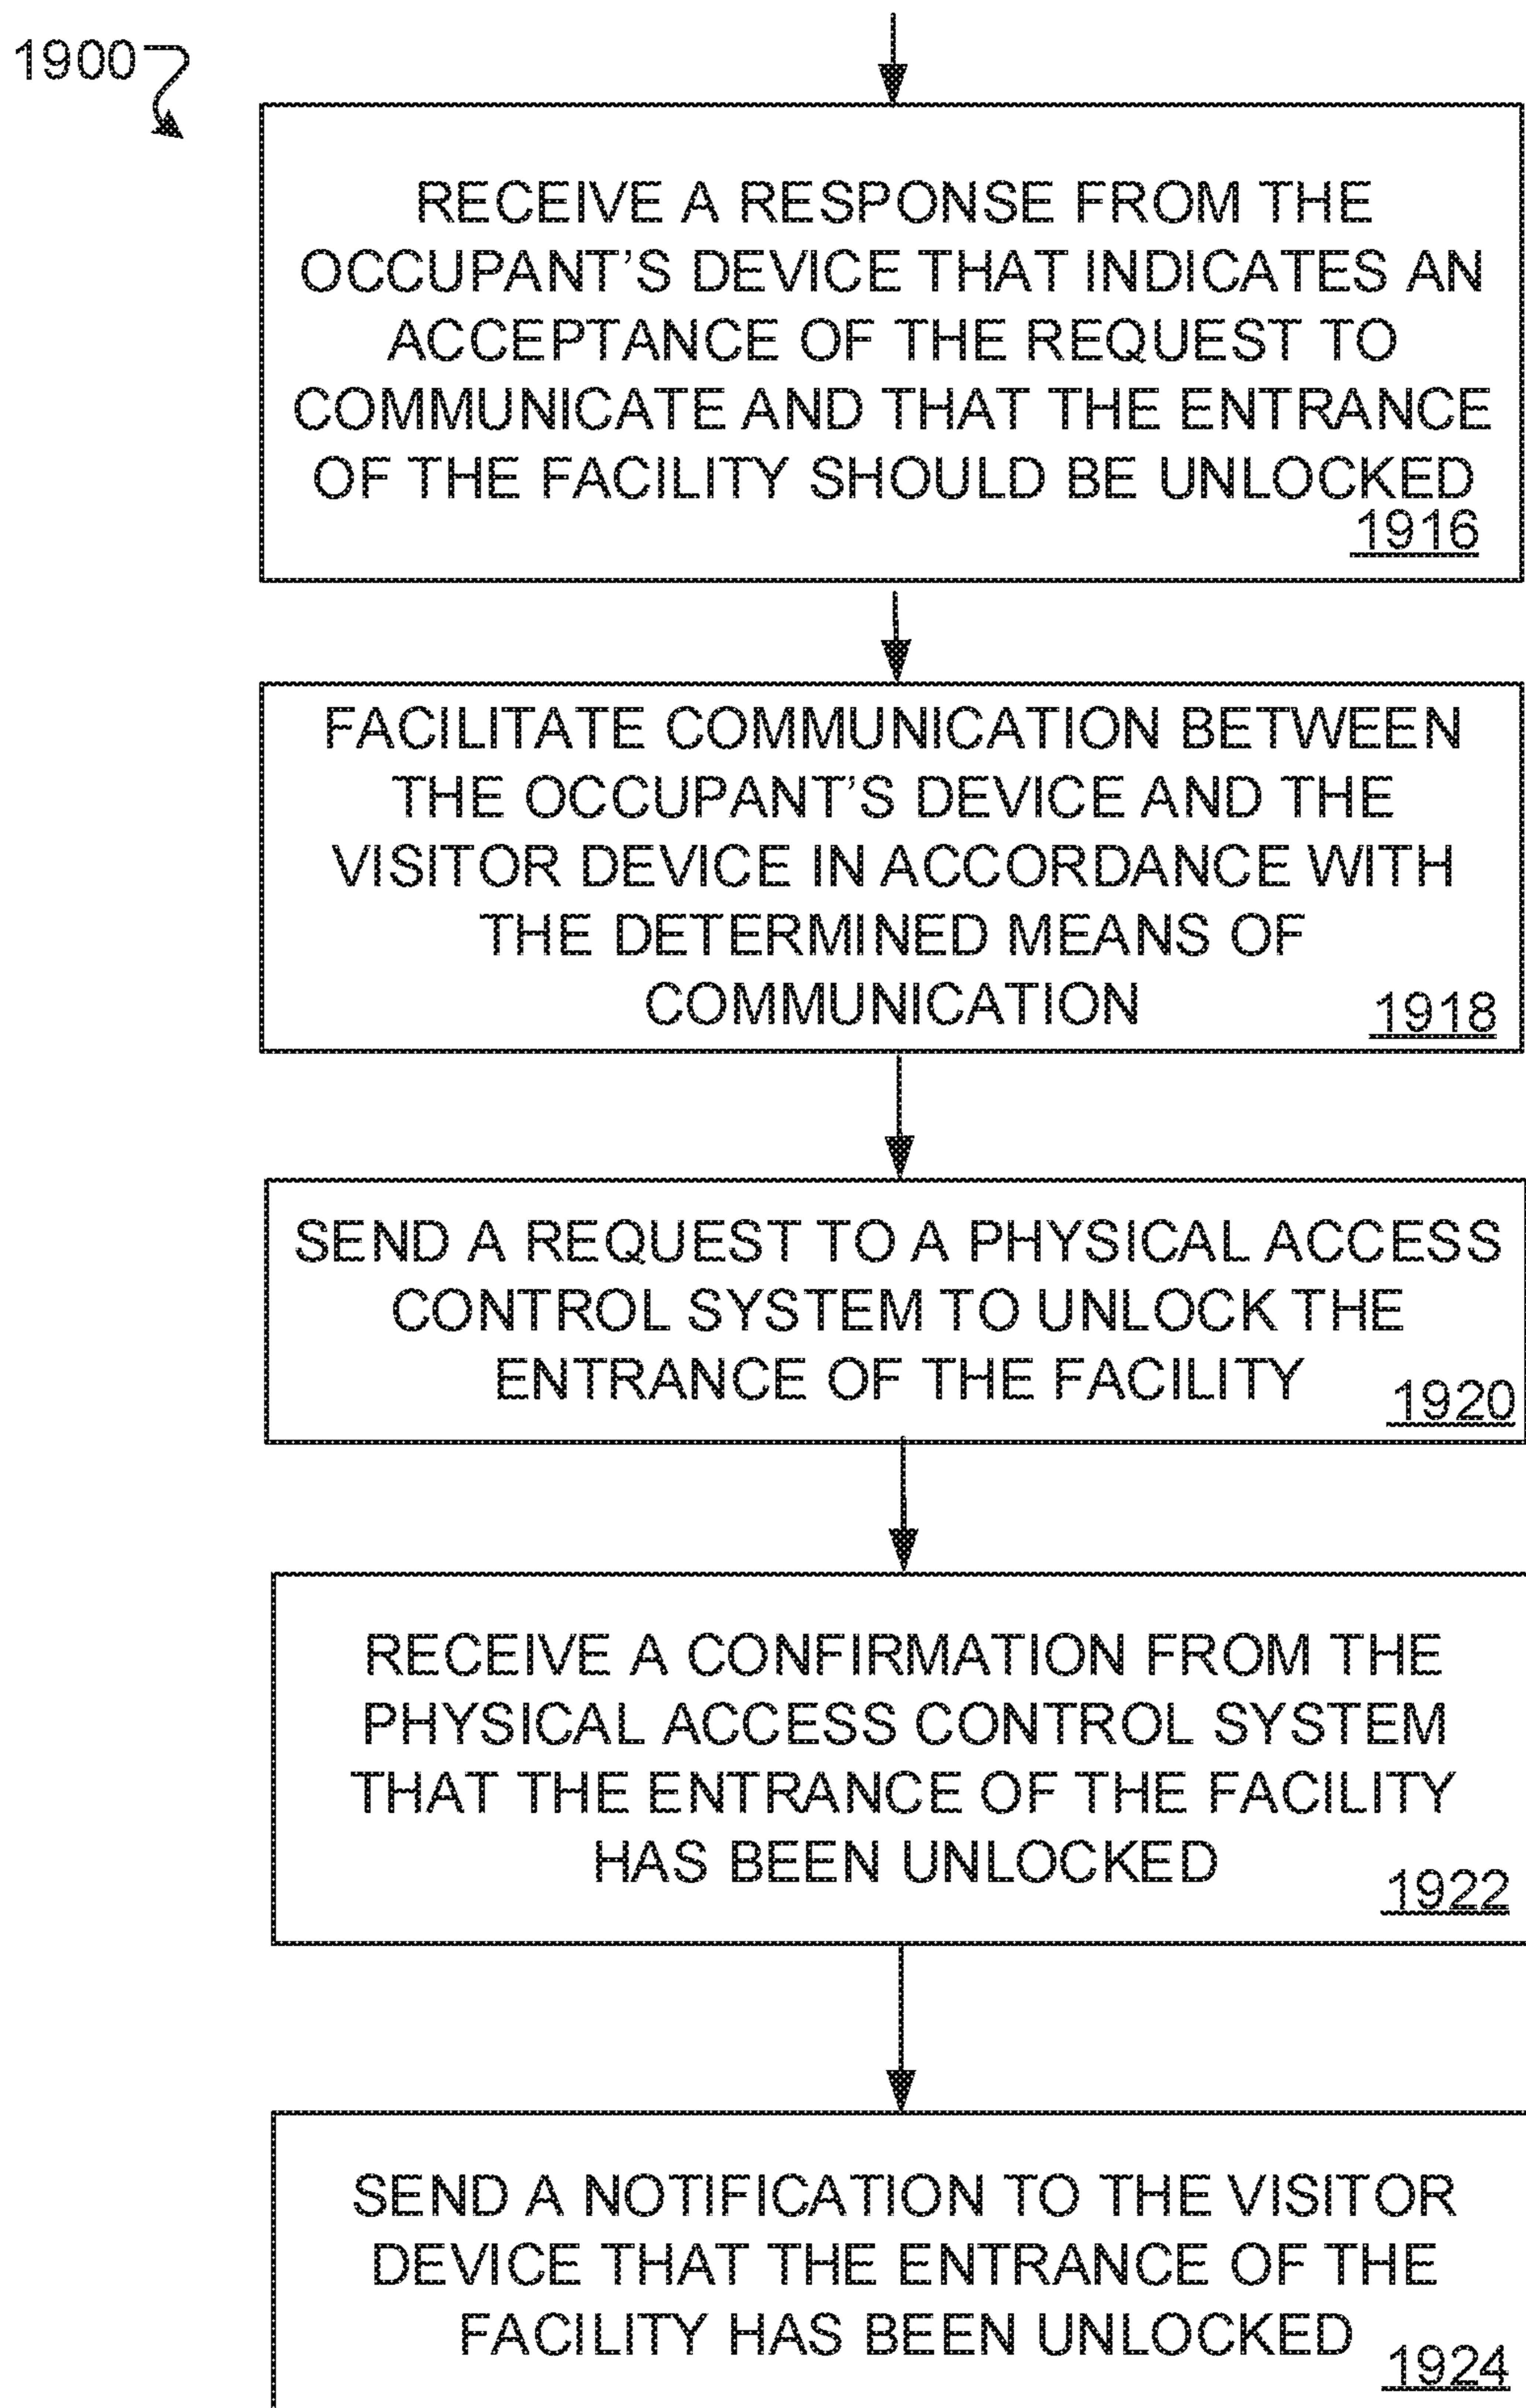 1900
RECEIVE A RESPONSE FROM THE
OCCUPANT'S DEVICE THAT INDICATES AN
ACCEPTANCE OF THE REQUEST TO
COMMUNICATE AND THAT THE ENTRANCE
OF THE FACILITY SHOULD BE UNLOCKED
1916
FACILITATE COMMUNICATION BETWEEN
THE OCCUPANT'S DEVICE AND THE
VISITOR DEVICE IN ACCORDANCE WITH
THE DETERMINED MEANS OF
COMMUNICATION
1918
SEND A REQUEST TO A PHYSICAL ACCESS
CONTROL SYSTEM TO UNLOCK THE
ENTRANCE OF THE FACILITY
1920
RECEIVE A CONFIRMATION FROM THE
PHYSICAL ACCESS CONTROL SYSTEM
THAT THE ENTRANCE OF THE FACILITY
HAS BEEN UNLOCKED
1922
SEND A NOTIFICATION TO THE VISITOR
DEVICE THAT THE ENTRANCE OF THE
FACILITY HAS BEEN UNLOCKED
1924